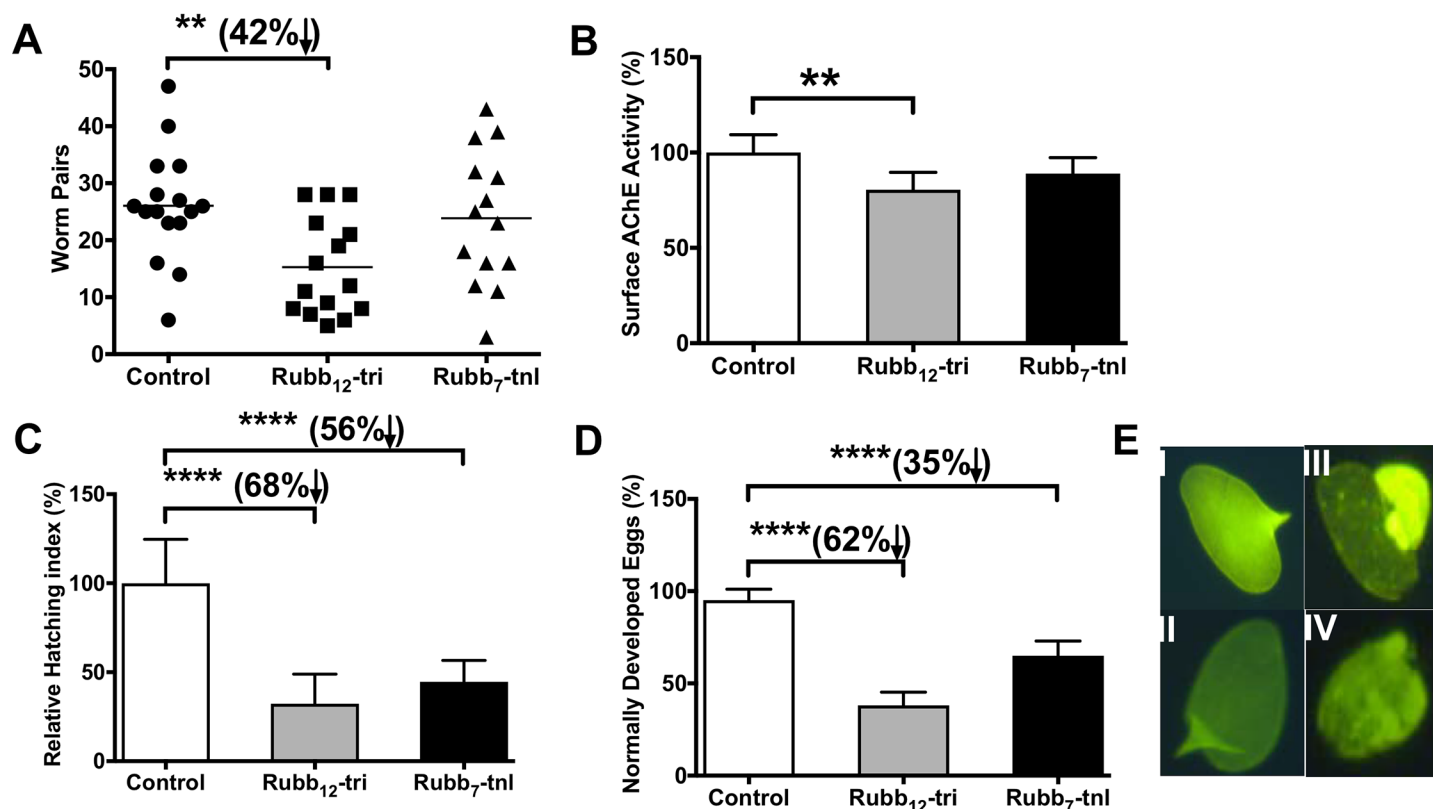 A
** (42%↓)
Worm Pairs
50
40
30
20
10
0
Control
Rubb12-tri
Rubb7-tnl
B
**
Surface AChE Activity (%)
150
100
50
0
Control
Rubb12-tri
Rubb7-tnl
C
**** (56%↓)
**** (68%↓)
Relative Hatching index (%)
150
100
50
0
Control
Rubb12-tri
Rubb7-tnl
D
****(35%↓)
****(62%↓)
Normally Developed Eggs (%)
150
100
50
0
Control
Rubb12-tri
Rubb7-tnl
E
I
III
II
IV